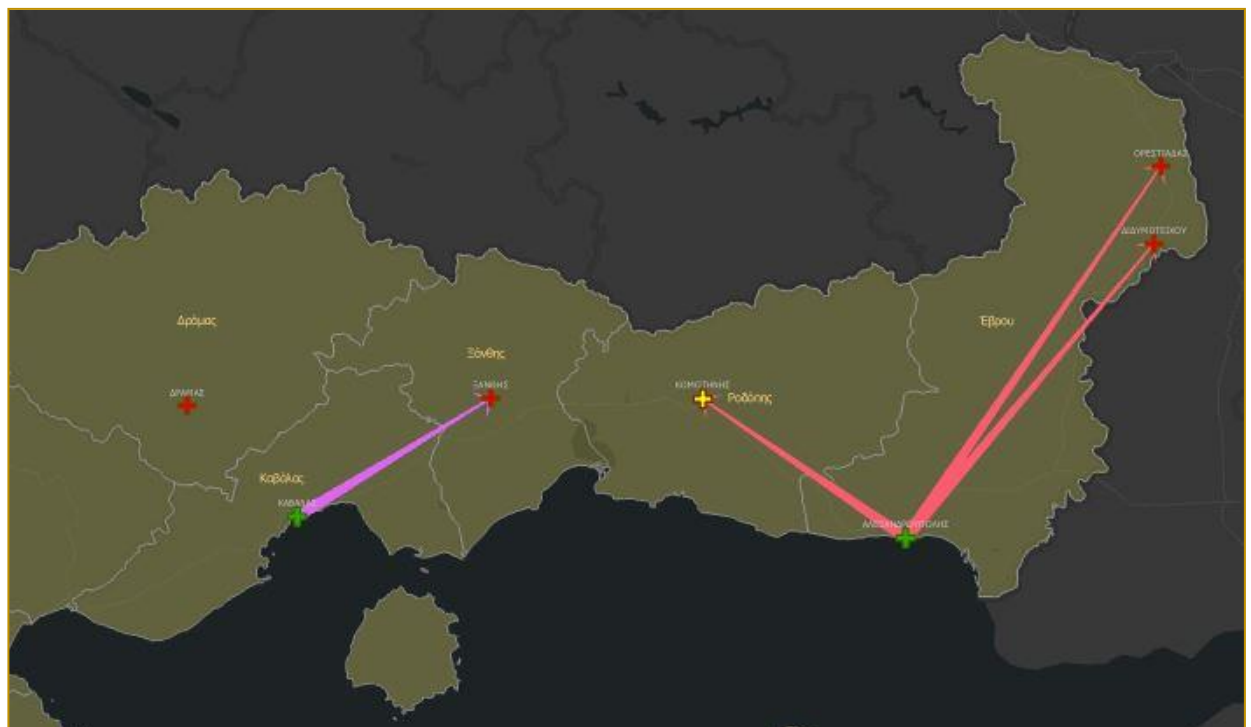 ΟΡΕΣΤΙΑΔΑΣ
ΔΙΔΥΜΟΤΕΙΧΟΥ
Δράμας
Έβρου
Ξάνθης
ΔΡΑΜΑΣ
ΞΑΝΘΗΣ
ΚΟΜΟΤΗΝΗΣ
Ροδόπης
Καβάλας
ΚΑΒΑΛΑΣ
ΑΛΕΞΑΝΔΡΟΥΠΟΛΗΣ